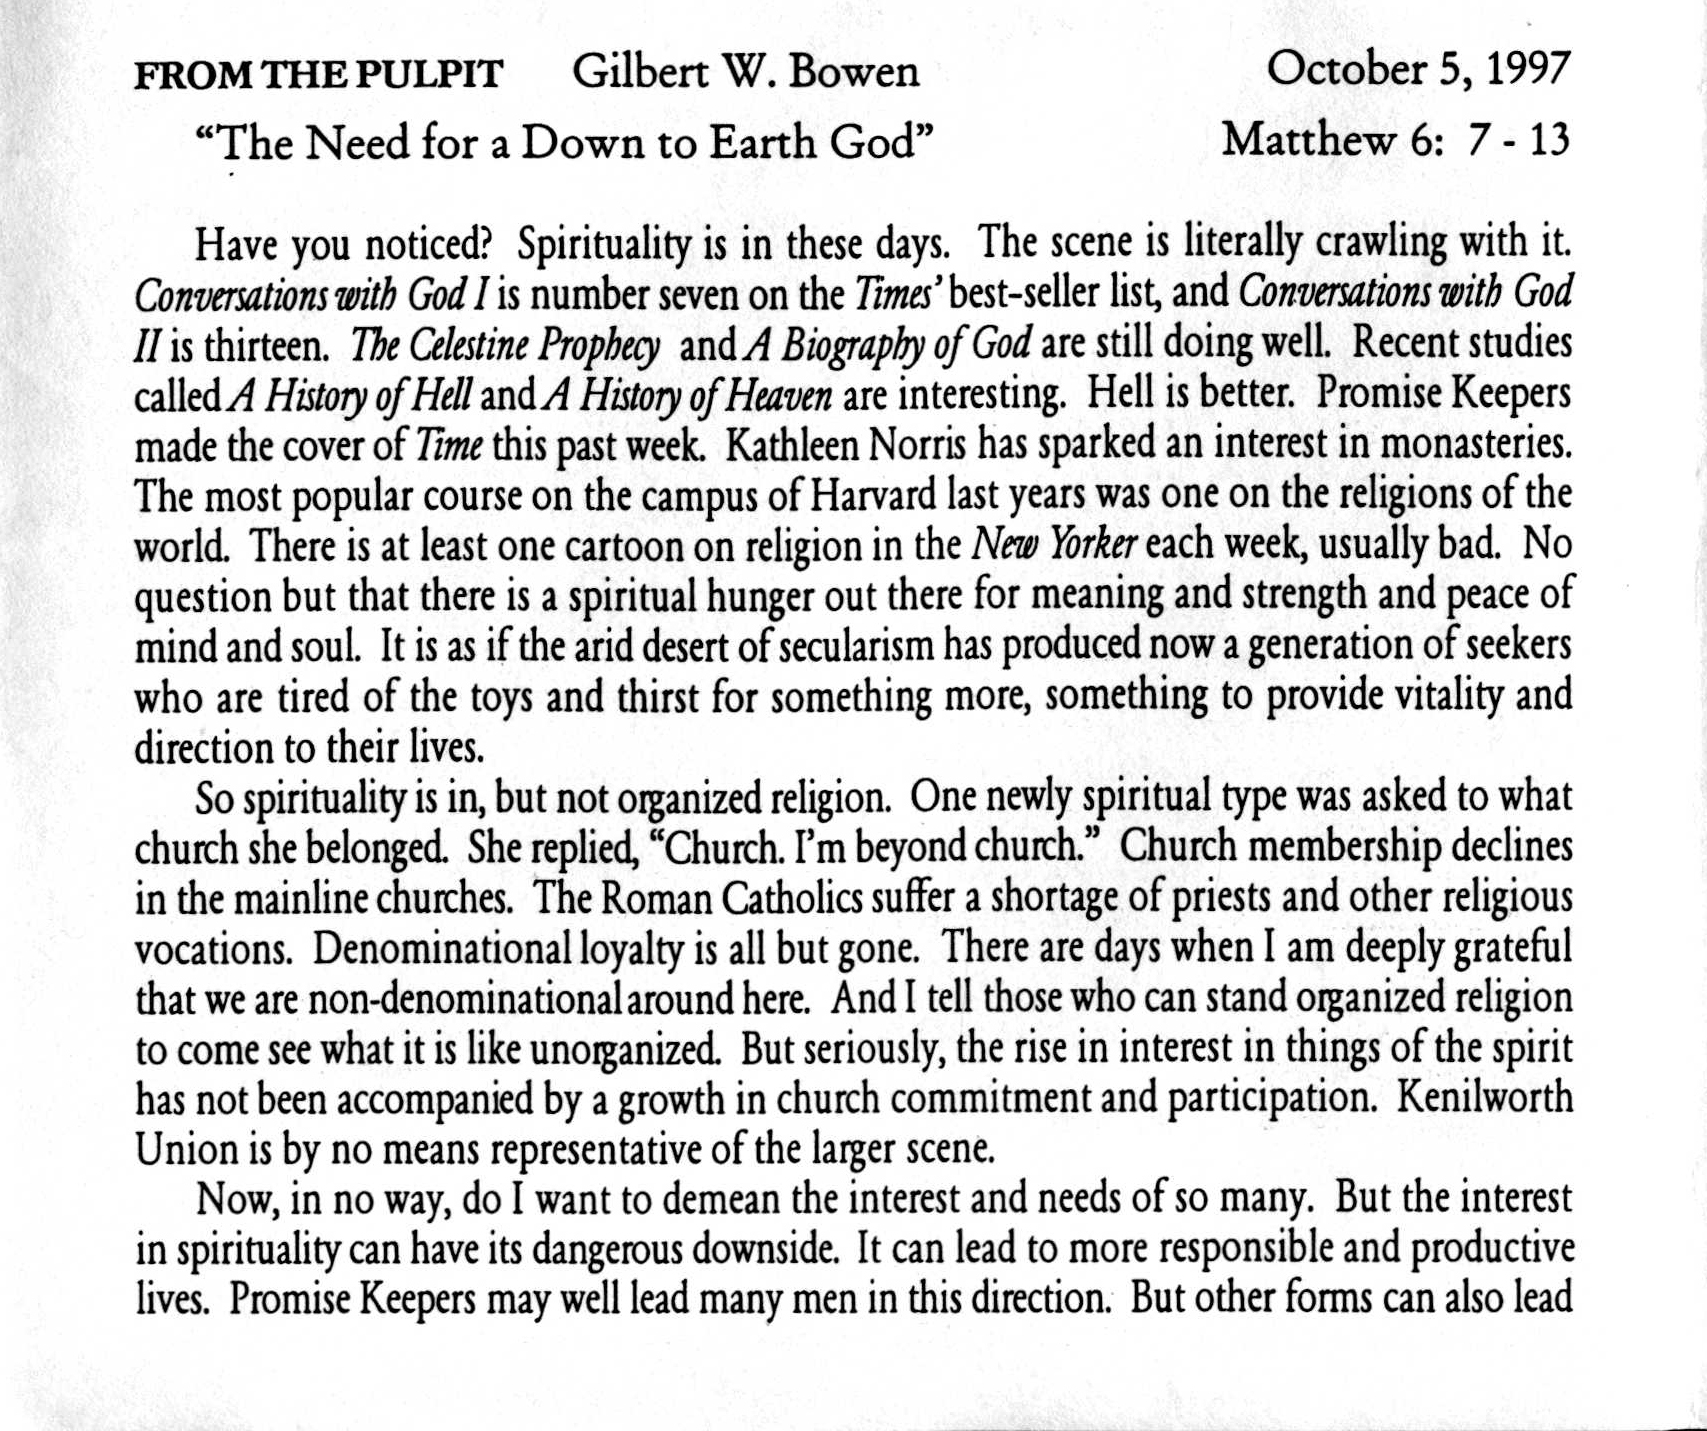 FROM THE PULPIT Gilbert W. Bowen October 5, 1997
“The Need for a Down to Earth God” Matthew 6: 7 - 13
Have you noticed? Spirituality is in these days. The scene is literally crawling with it.
Conversations with God I is number seven on the Times’ best-seller list, and Conversations with God
II is thirteen. The Celestine Prophecy and A Biography of God are still doing well. Recent studies
called A History of Hell and A History of Heaven are interesting. Hell is better. Promise Keepers
made the cover of Time this past week. Kathleen Norris has sparked an interest in monasteries.
The most popular course on the campus of Harvard last years was one on the religions of the
world. There is at least one cartoon on religion in the New Yorker each week, usually bad. No
question but that there is a spiritual hunger out there for meaning and strength and peace of
mind and soul. It is as if the arid desert of secularism has produced now a generation of seekers
who are tired of the toys and thirst for something more, something to provide vitality and
direction to their lives.
So spirituality is in, but not organized religion. One newly spiritual type was asked to what
church she belonged. She replied, “Church. I’m beyond church.” Church membership declines
in the mainline churches. The Roman Catholics suffer a shortage of priests and other religious
vocations. Denominational loyalty is all but gone. There are days when I am deeply grateful
that we are non-denominational around here. And I tell those who can stand organized religion
to come see what it is like unorganized. But seriously, the rise in interest in things of the spirit
has not been accompanied by a growth in church commitment and participation. Kenilworth
Union is by no means representative of the larger scene.
Now, in no way, do I want to demean the interest and needs of so many. But the interest
in spirituality can have its dangerous downside. It can lead to more responsible and productive
lives. Promise Keepers may well lead many men in this direction. But other forms can also lead